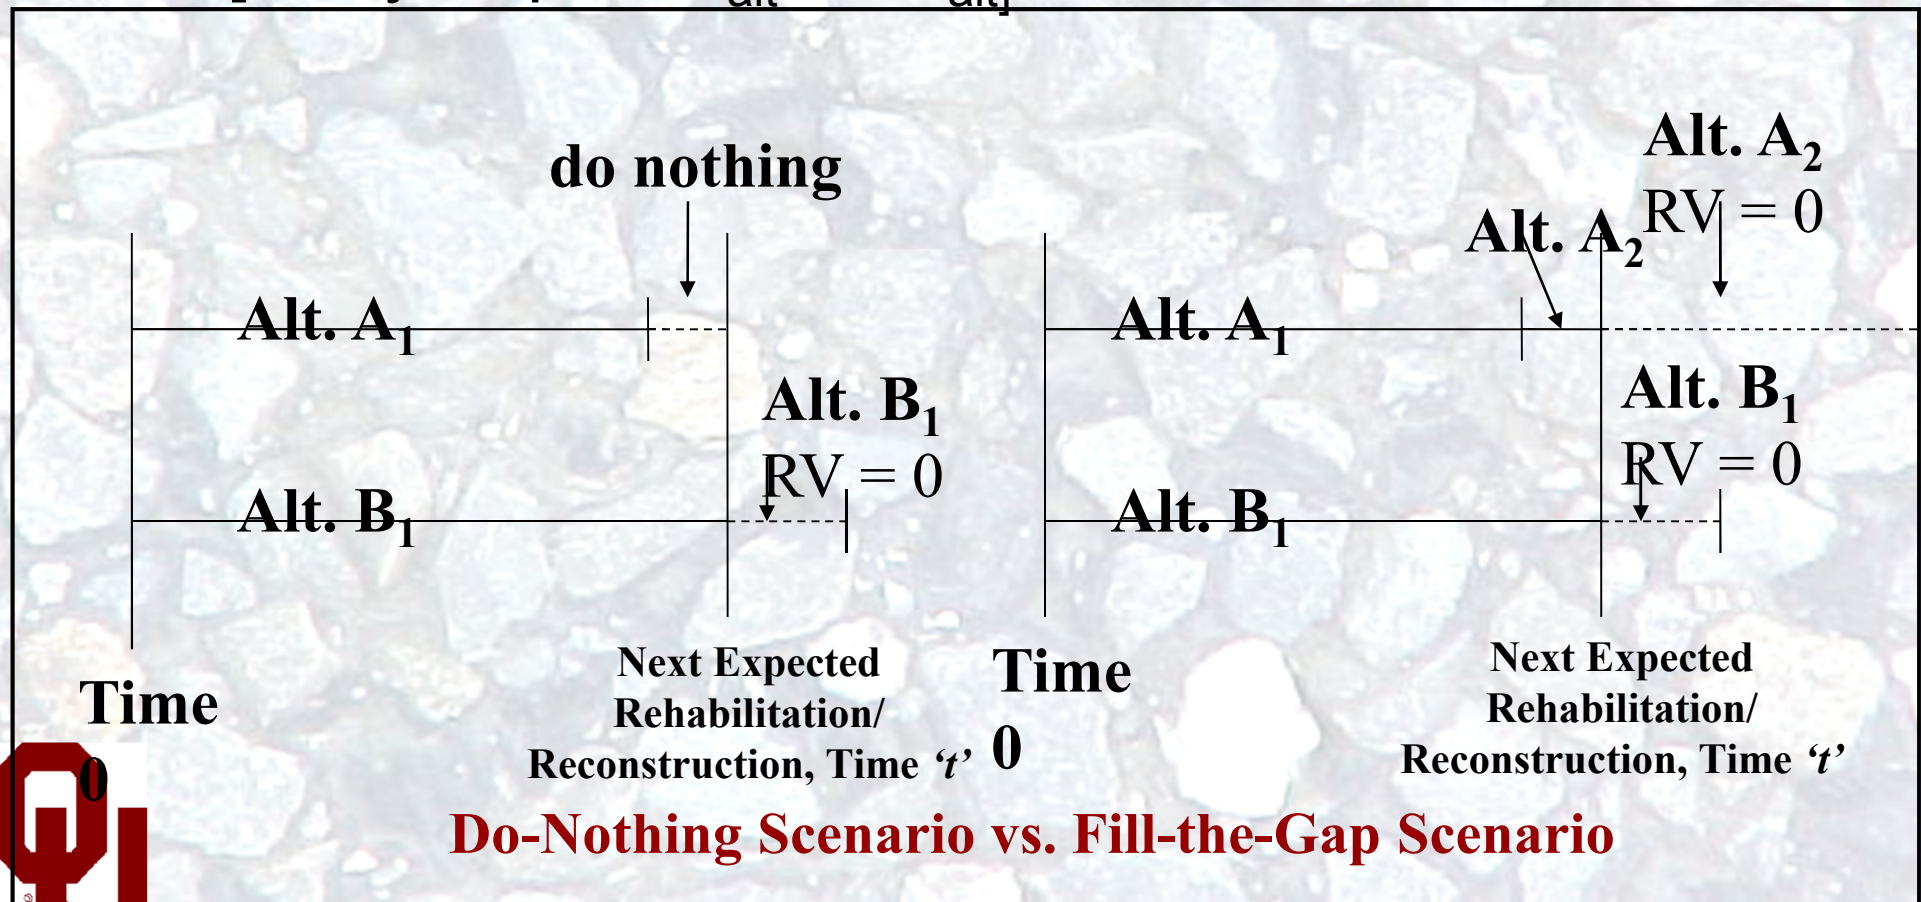 alt alt]
do nothing
Alt. A₁
Alt. B₁
RV = 0
Alt. B₁
Time
0
Next Expected
Rehabilitation/
Reconstruction, Time ‘t’
Alt. A₂
RV = 0
Alt. A₂
Alt. A₁
Alt. B₁
RV = 0
Alt. B₁
Time
0
Next Expected
Rehabilitation/
Reconstruction, Time ‘t’
Do-Nothing Scenario vs. Fill-the-Gap Scenario